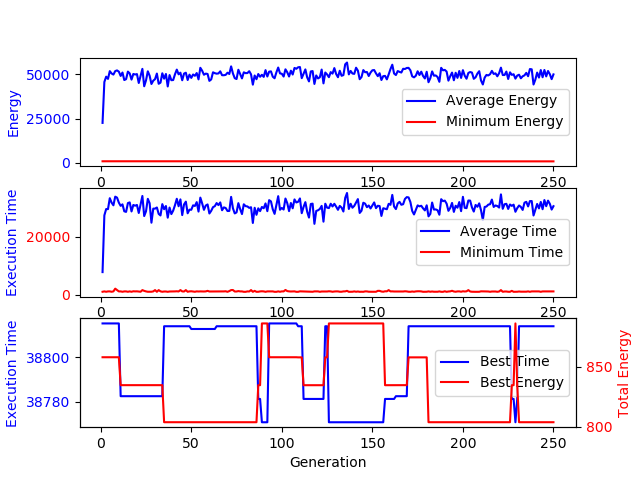 50000
25000
0
Energy
Average Energy
Minimum Energy
0 50 100 150 200 250
20000
0
Execution Time
Average Time
Minimum Time
0 50 100 150 200 250
38800
38780
Execution Time
Best Time
Best Energy
850
800
Total Energy
0 50 100 150 200 250
Generation